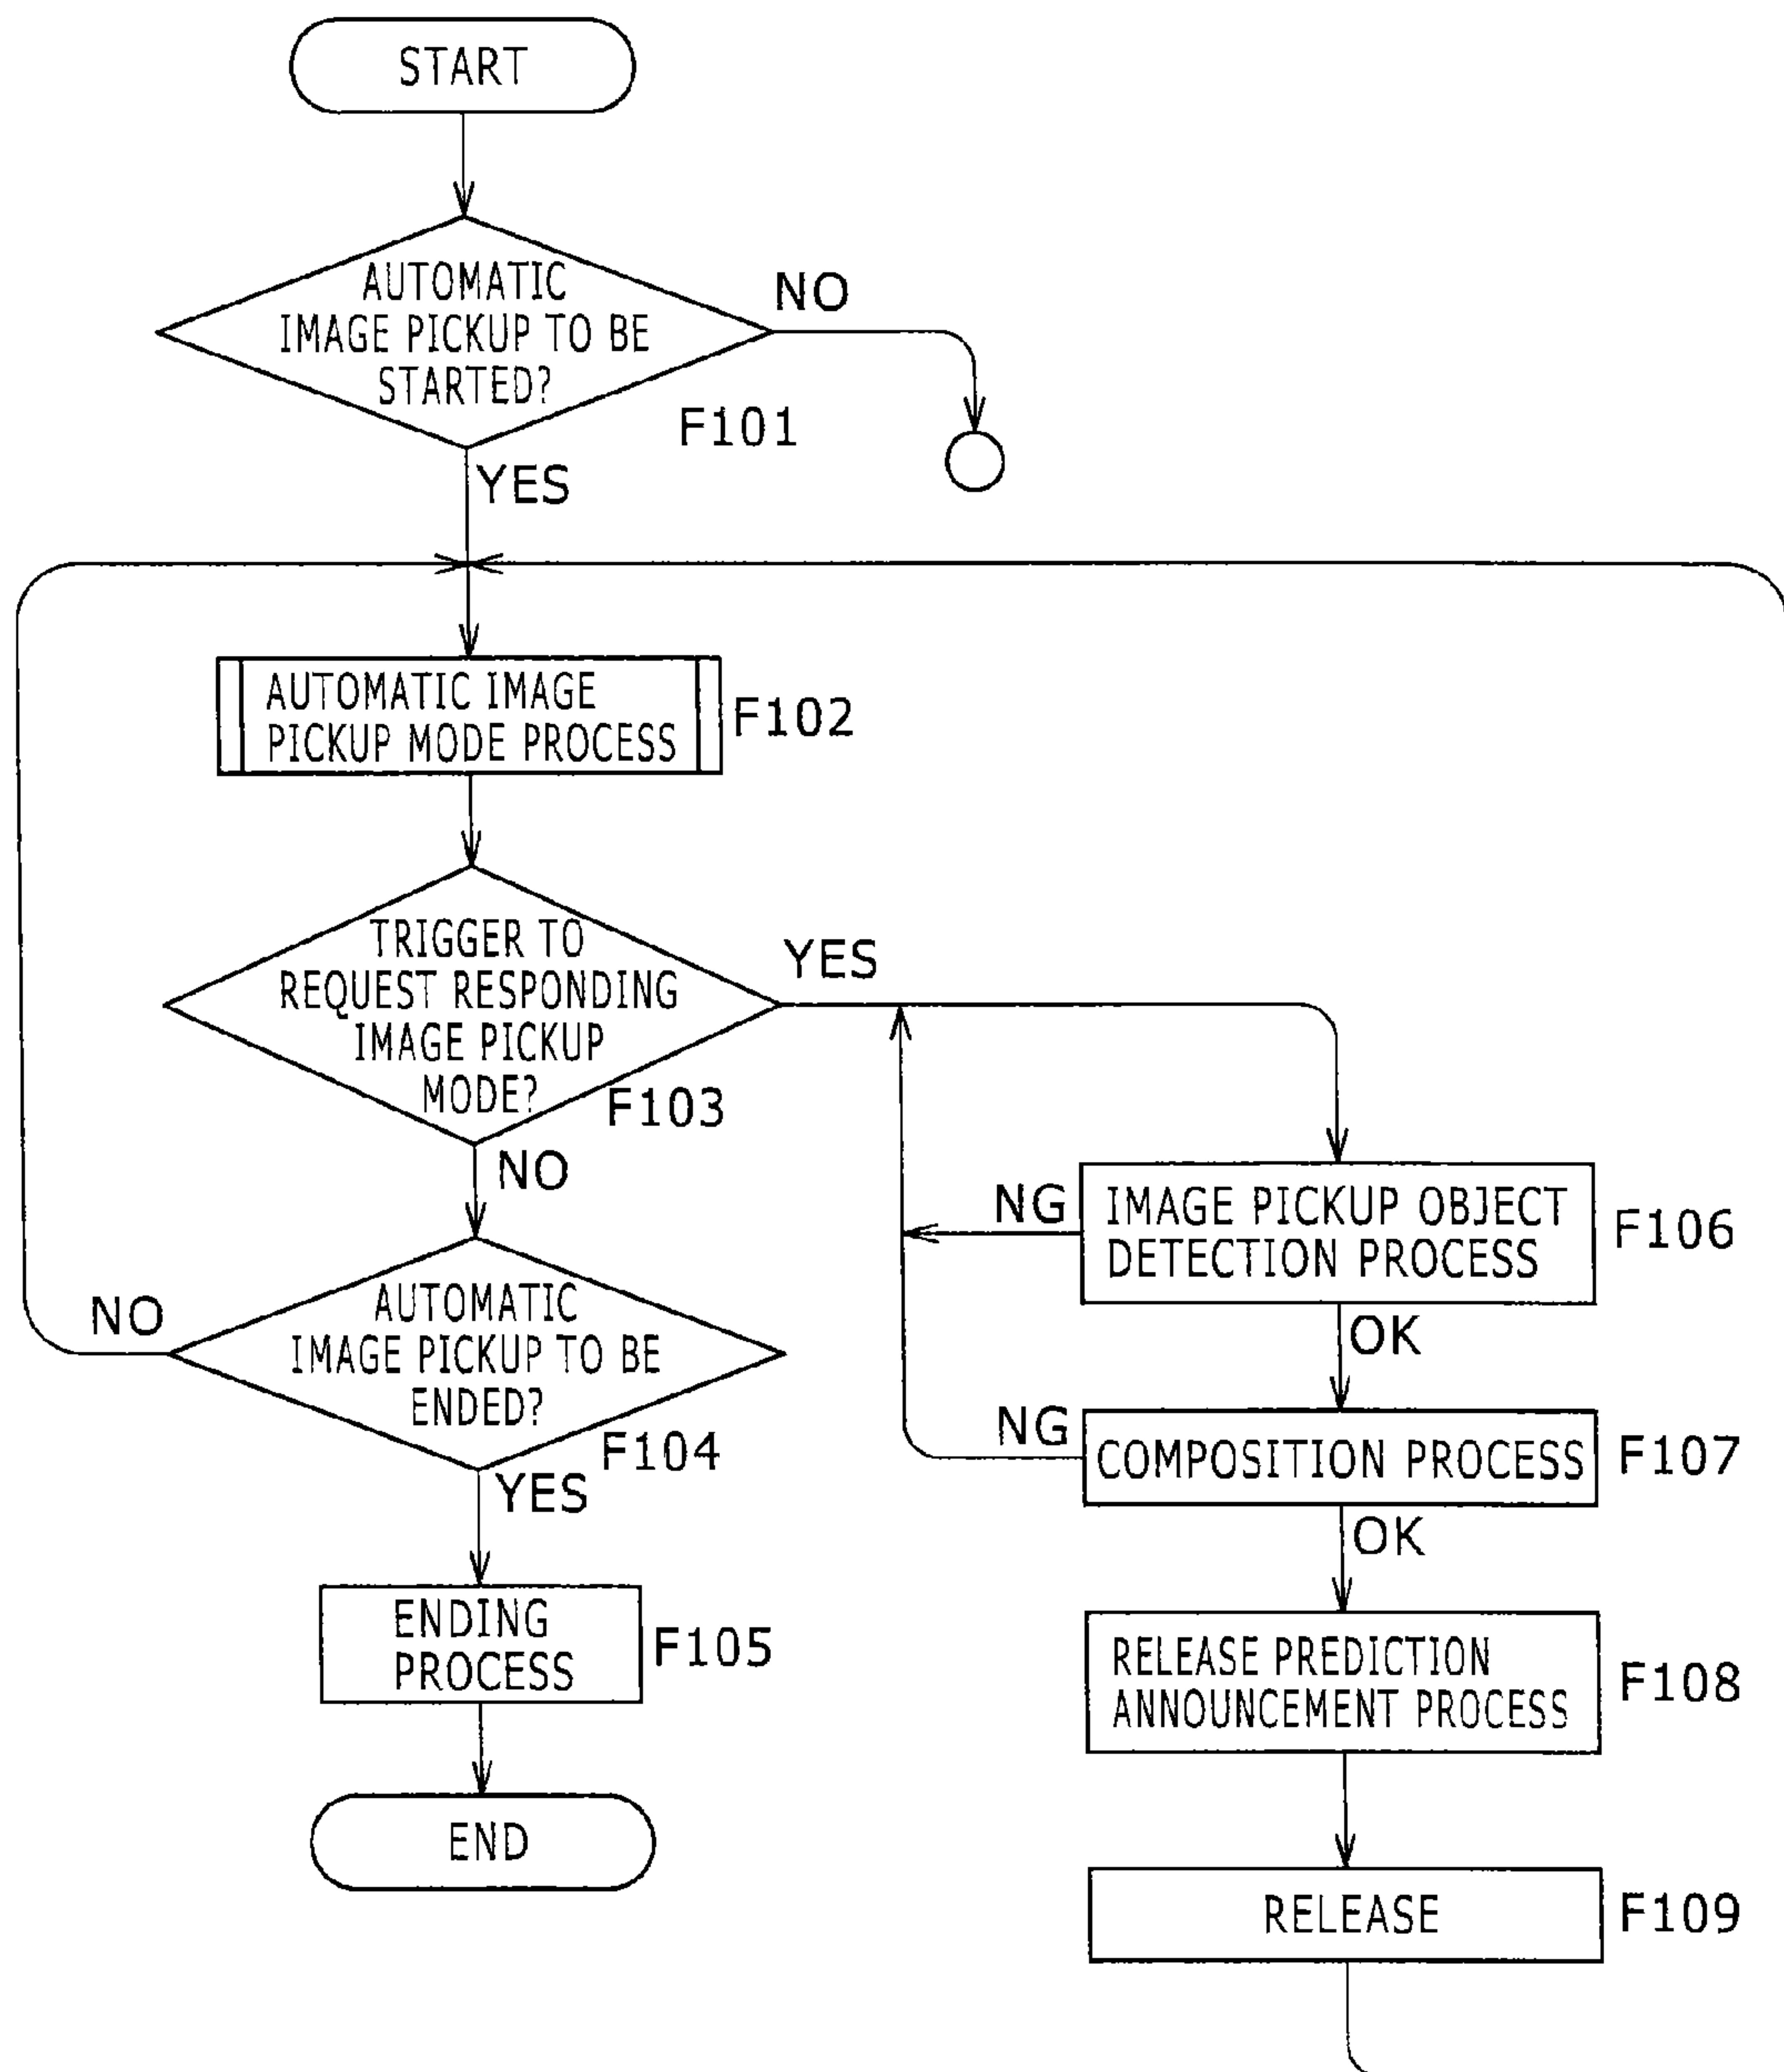 START
AUTOMATIC
IMAGE PICKUP TO BE
STARTED?
NO
F101
YES
AUTOMATIC IMAGE
PICKUP MODE PROCESS
F102
TRIGGER TO
REQUEST RESPONDING
IMAGE PICKUP
MODE?
YES
F103
NO
AUTOMATIC
IMAGE PICKUP TO BE
ENDED?
NO
F104
YES
ENDING
PROCESS
F105
END
NG
IMAGE PICKUP OBJECT
DETECTION PROCESS
F106
OK
NG
COMPOSITION PROCESS
F107
OK
RELEASE PREDICTION
ANNOUNCEMENT PROCESS
F108
RELEASE
F109